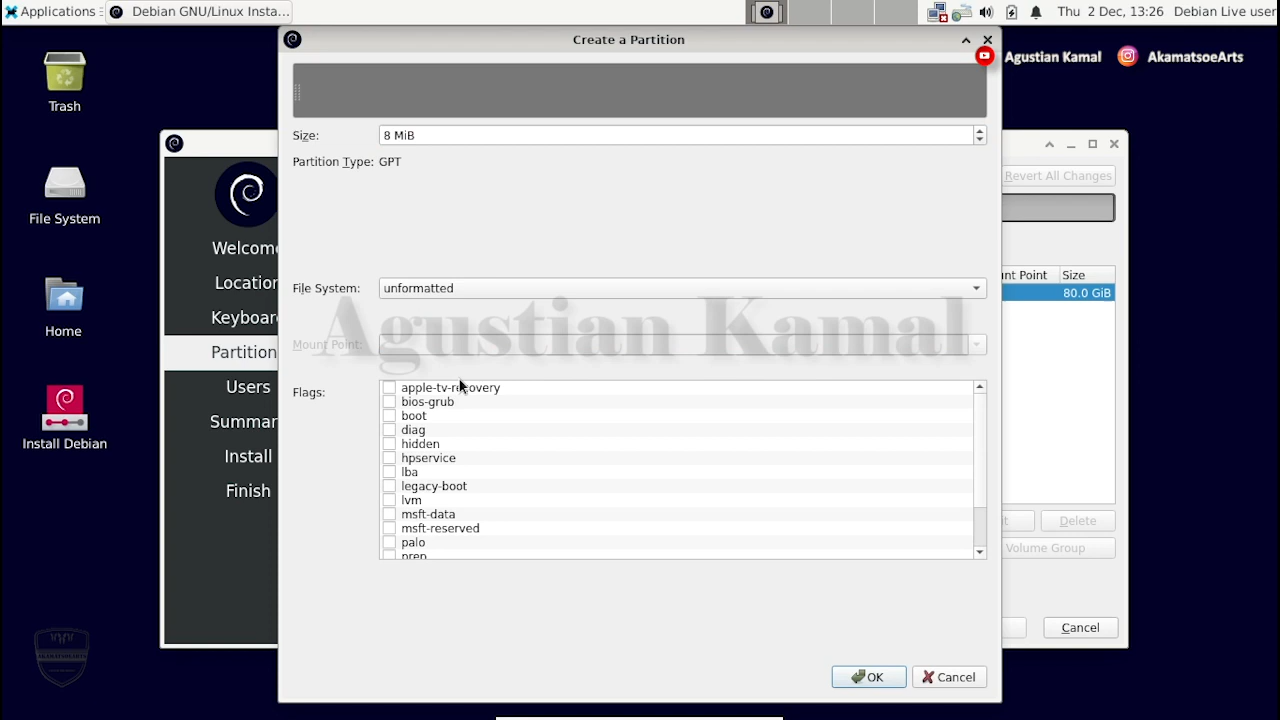 Applications
Debian GNU/Linux Insta...
Thu 2 Dec, 13:26
Debian Live user
Create a Partition
Agustian Kamal
AkamatsoeArts
Trash
File System
Home
Install Debian
Size:
8 MiB
Partition Type: GPT
File System:
unformatted
Mount Point:
Agustian Kamal
Flags:
apple-tv-recovery
bios-grub
boot
diag
hidden
hpservice
lba
legacy-boot
lvm
msft-data
msft-reserved
palo
prep
OK
Cancel
Welcom
Location
Keyboar
Partition
Users
Summar
Install
Finish
Revert All Changes
nt Point
Size
80.0 GiB
Delete
Volume Group
Cancel